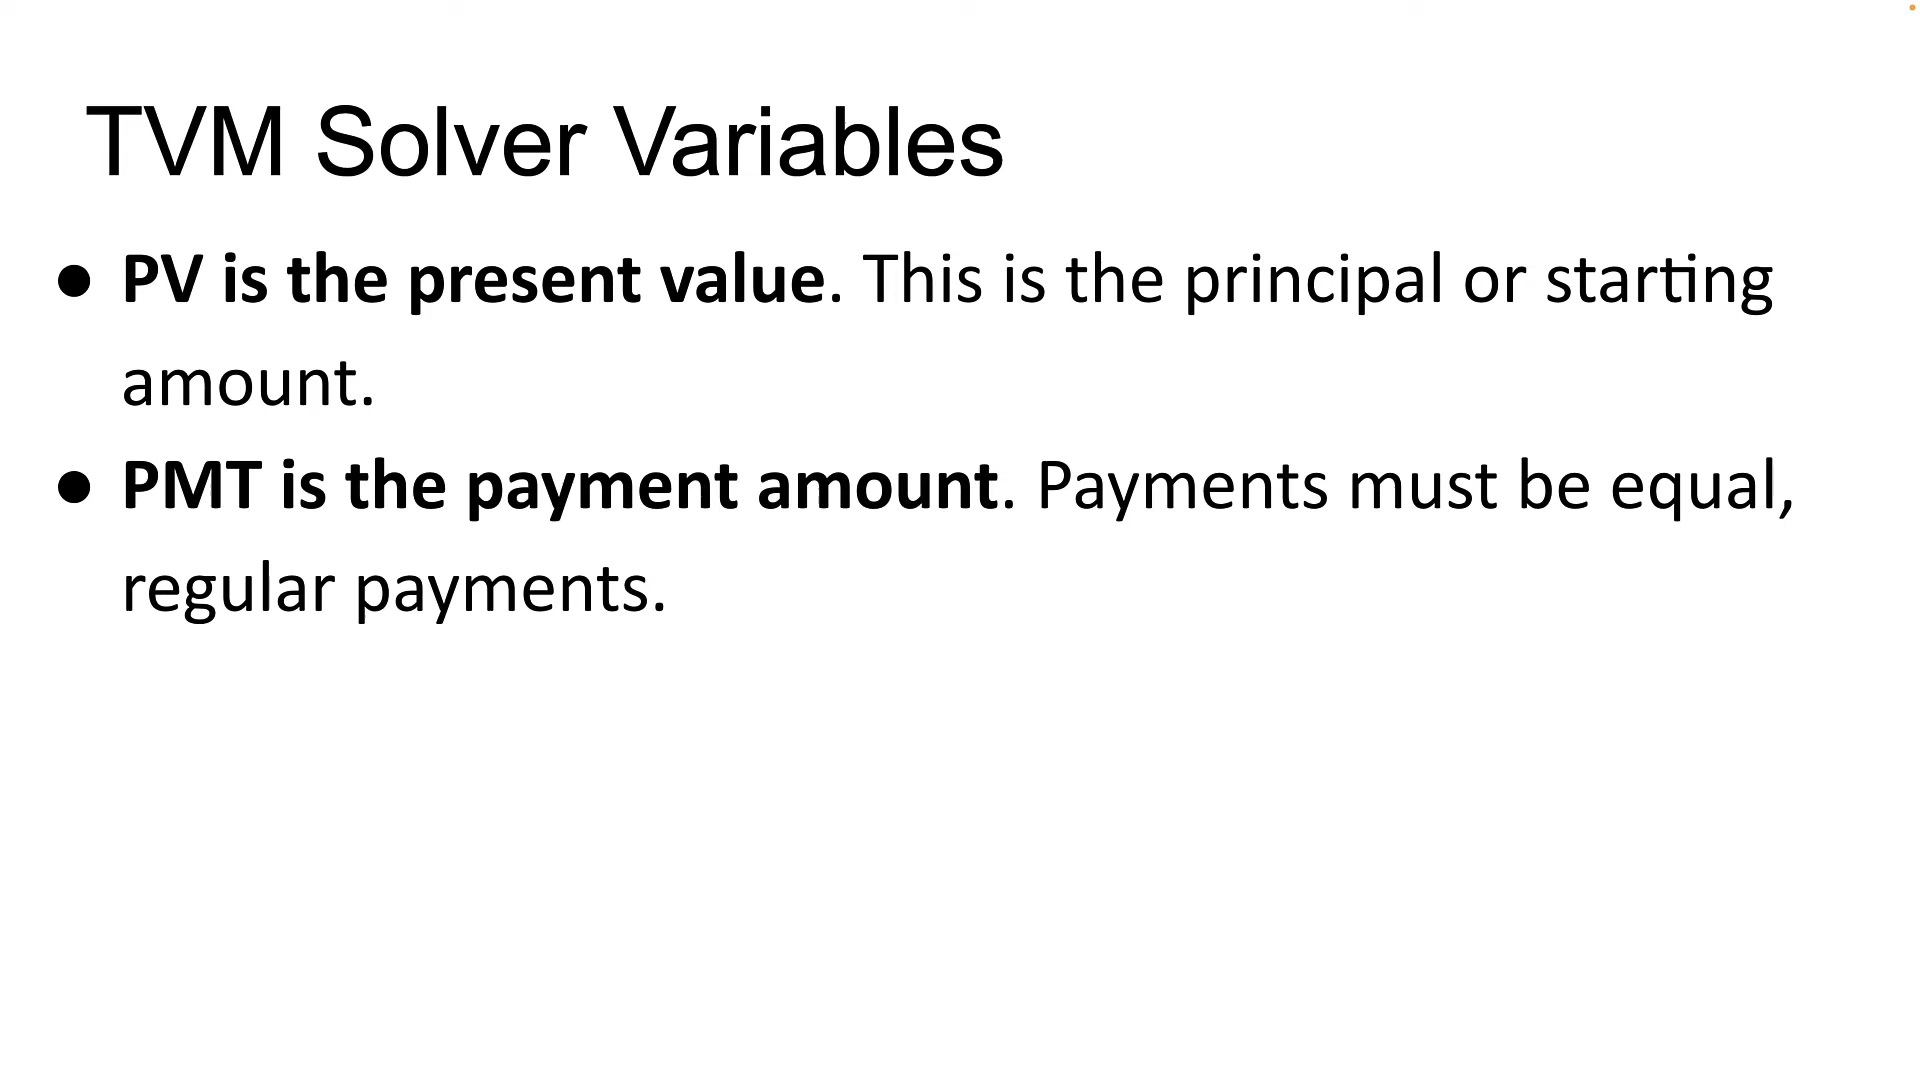 TVM Solver Variables
● PV is the present value. This is the principal or starting
amount.
● PMT is the payment amount. Payments must be equal,
regular payments.